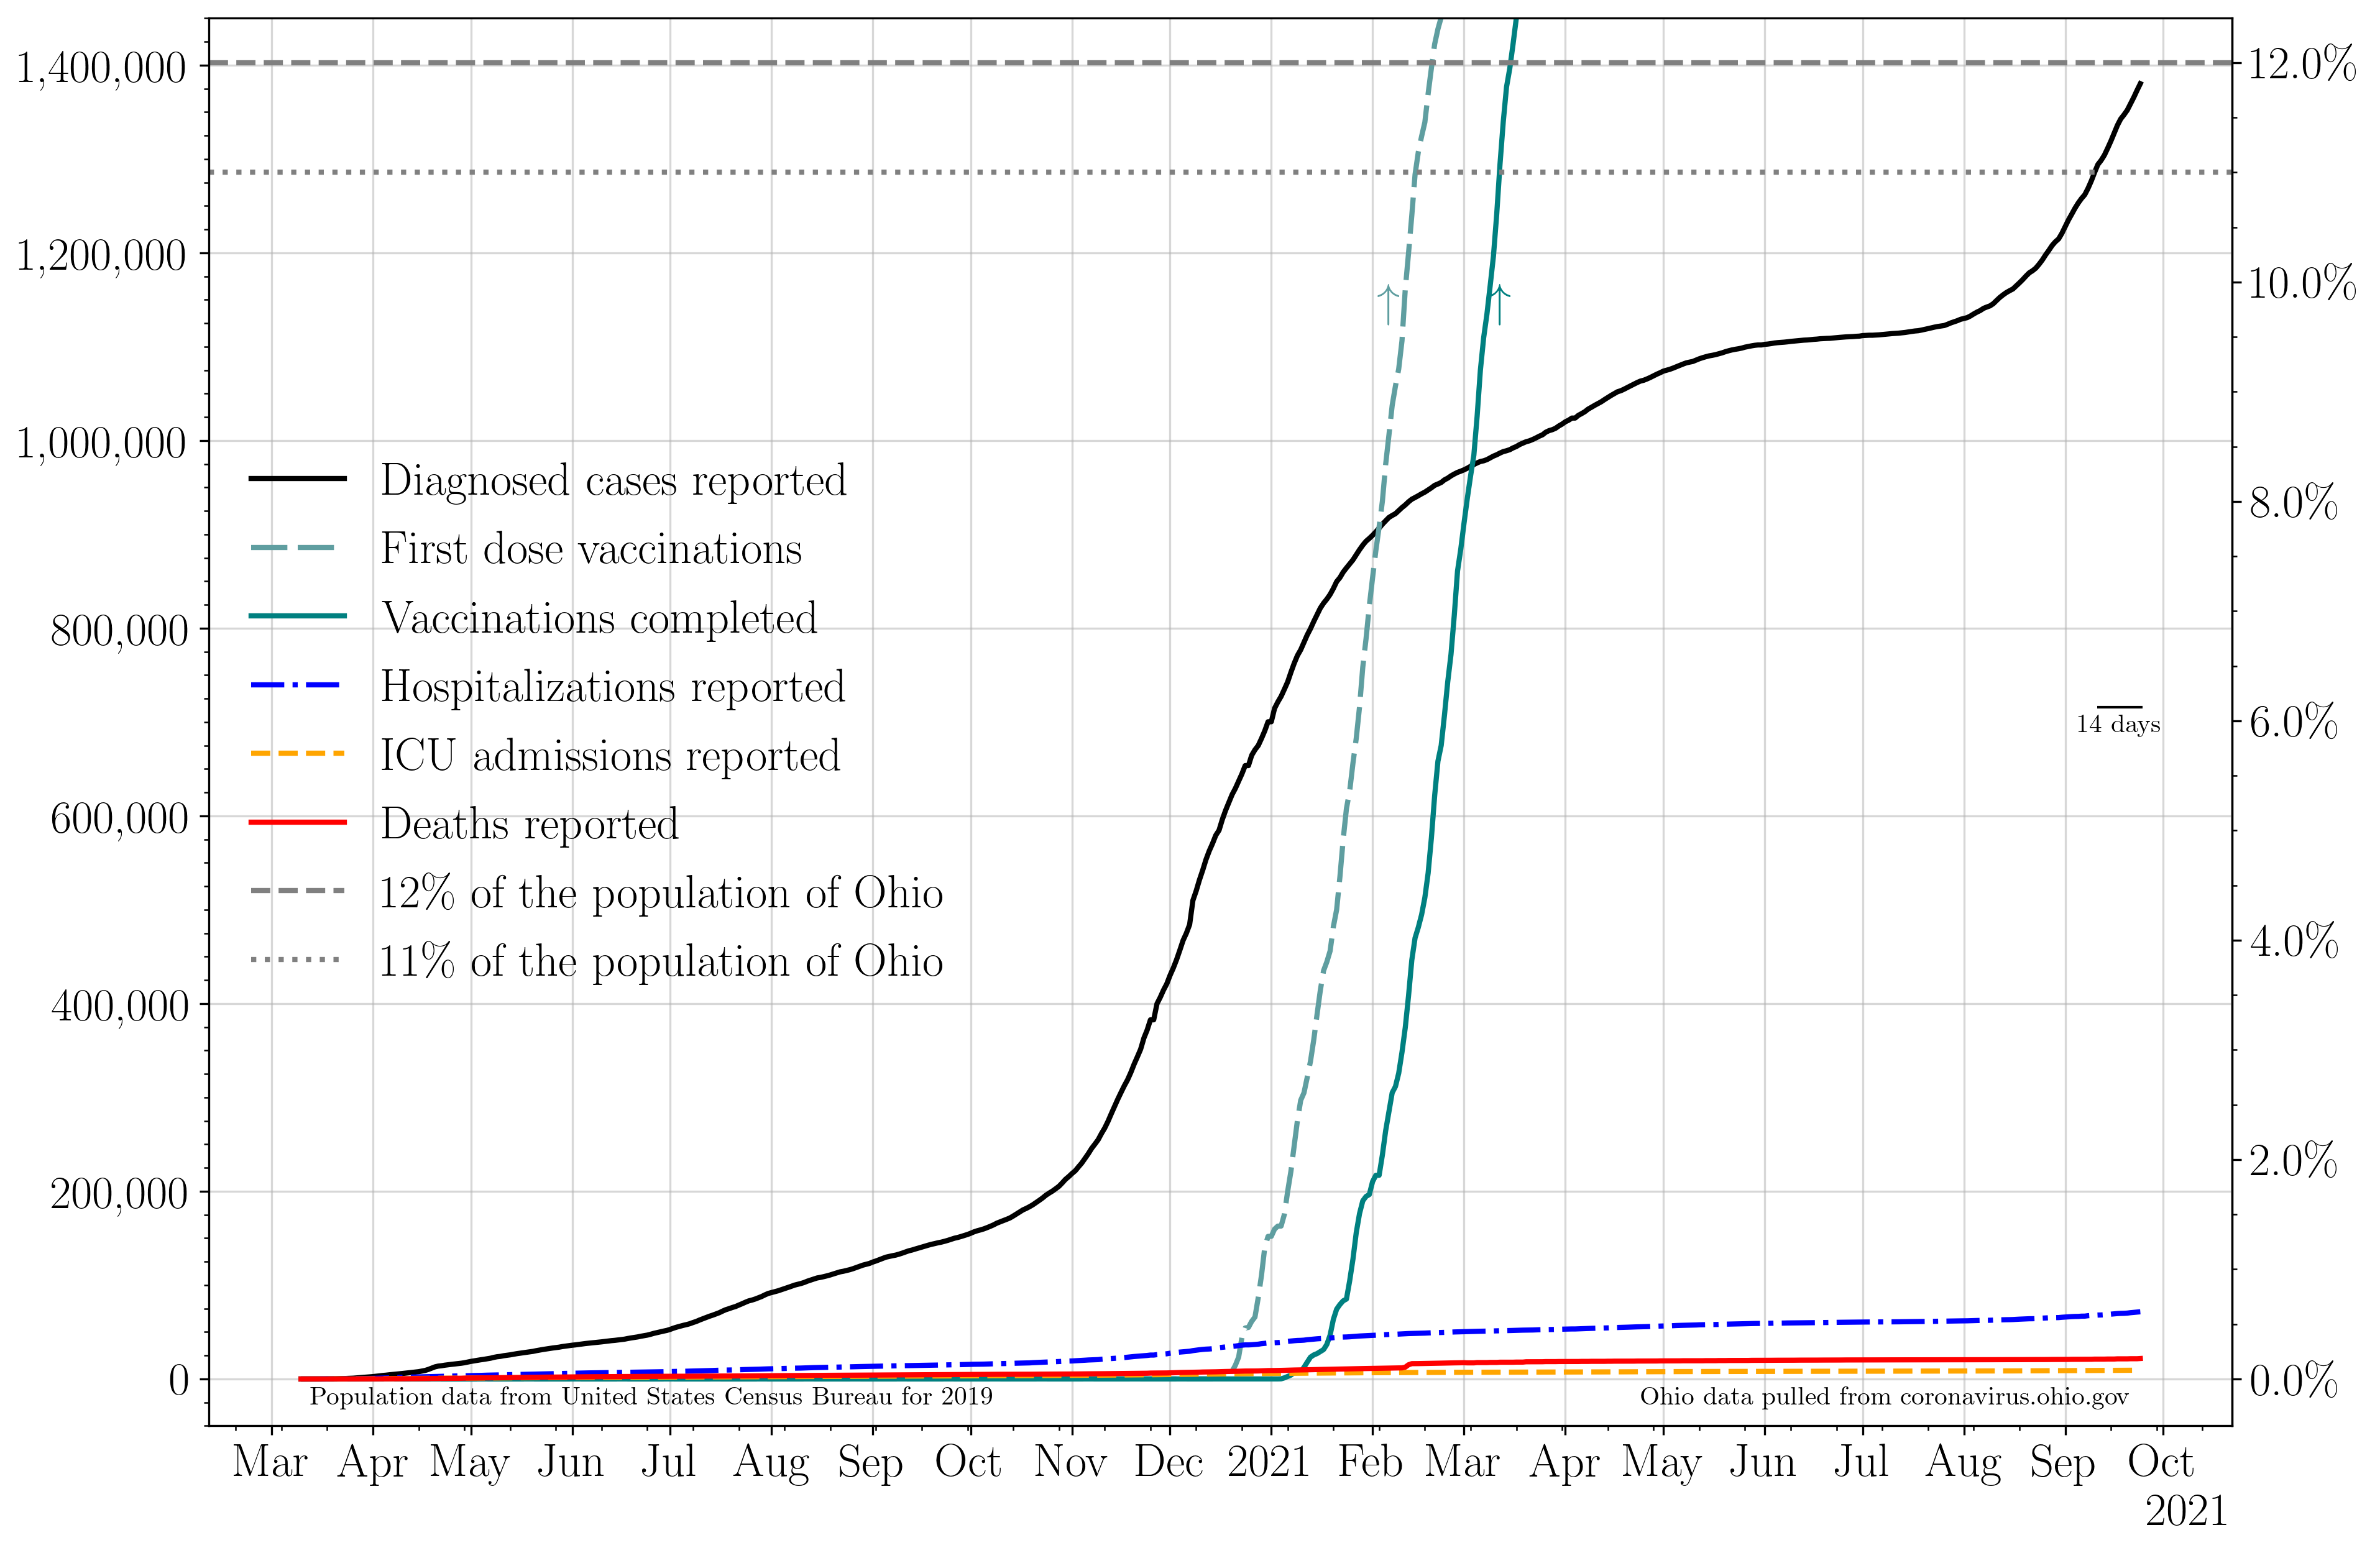 1,400,000
1,200,000
1,000,000
800,000
600,000
400,000
200,000
0
12.0%
10.0%
8.0%
6.0%
4.0%
2.0%
0.0%
Diagnosed cases reported
First dose vaccinations
Vaccinations completed
Hospitalizations reported
ICU admissions reported
Deaths reported
12% of the population of Ohio
11% of the population of Ohio
14 days
Population data from United States Census Bureau for 2019
Ohio data pulled from coronavirus.ohio.gov
Mar Apr May Jun Jul Aug Sep Oct Nov Dec 2021 Feb Mar Apr May Jun Jul Aug Sep Oct
2021